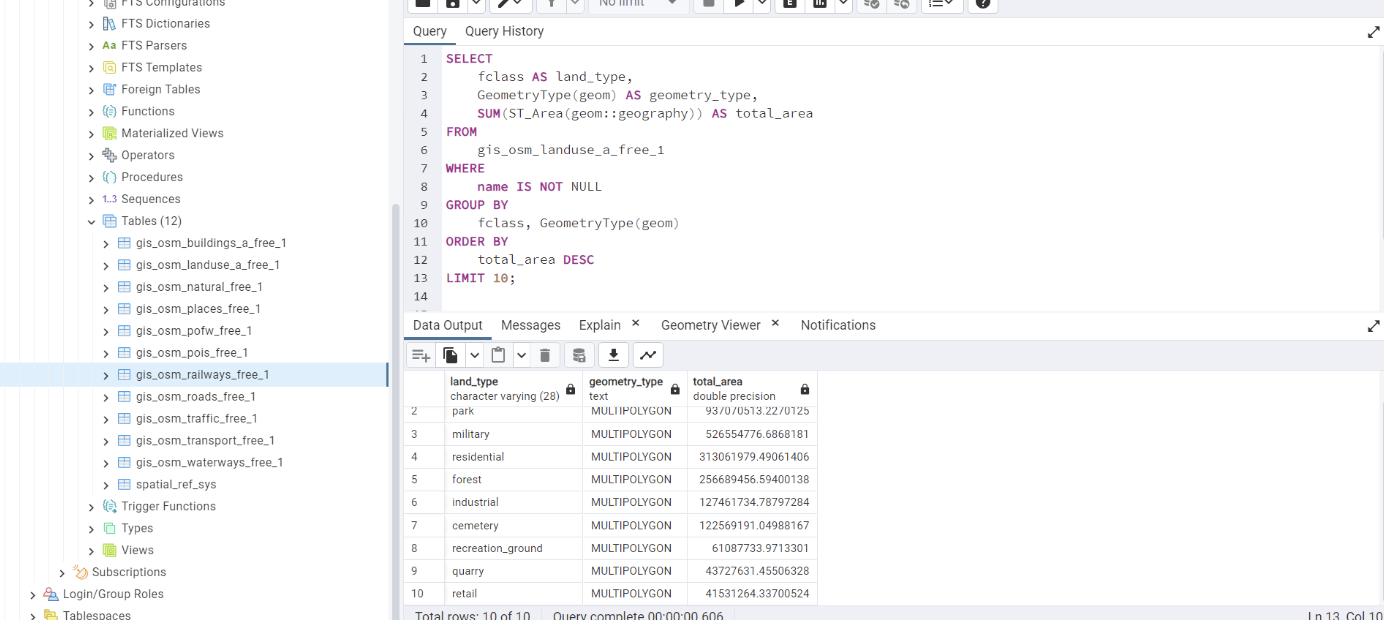 FTS Configurations
FTS Dictionaries
Aa FTS Parsers
FTS Templates
Foreign Tables
Functions
Materialized Views
Operators
Procedures
1..3 Sequences
Tables (12)
gis_osm_buildings_a_free_1
gis_osm_landuse_a_free_1
gis_osm_natural_free_1
gis_osm_places_free_1
gis_osm_pofw_free_1
gis_osm_pois_free_1
gis_osm_railways_free_1
gis_osm_roads_free_1
gis_osm_traffic_free_1
gis_osm_transport_free_1
gis_osm_waterways_free_1
spatial_ref_sys
Trigger Functions
Types
Views
Subscriptions
Login/Group Roles
Tablespaces
No limit
E
Query Query History
1 SELECT
2 fclass AS land_type,
3 GeometryType(geom) AS geometry_type,
4 SUM(ST_Area(geom::geography)) AS total_area
5 FROM
6 gis_osm_landuse_a_free_1
7 WHERE
8 name IS NOT NULL
9 GROUP BY
10 fclass, GeometryType(geom)
11 ORDER BY
12 total_area DESC
13 LIMIT 10;
14
Data Output Messages Explain × Geometry Viewer × Notifications
land_type geometry_type total_area
character varying (28) text double precision
2 park MULTIPOLYGON 937070513.2270125
3 military MULTIPOLYGON 526554776.6868181
4 residential MULTIPOLYGON 313061979.49061406
5 forest MULTIPOLYGON 256689456.59400138
6 industrial MULTIPOLYGON 127461734.78797284
7 cemetery MULTIPOLYGON 122569191.04988167
8 recreation_ground MULTIPOLYGON 61087733.9713301
9 quarry MULTIPOLYGON 43727631.45506328
10 retail MULTIPOLYGON 41531264.33700524
Total rows: 10 of 10 Query complete 00:00:00.606 Ln 13, Col 10